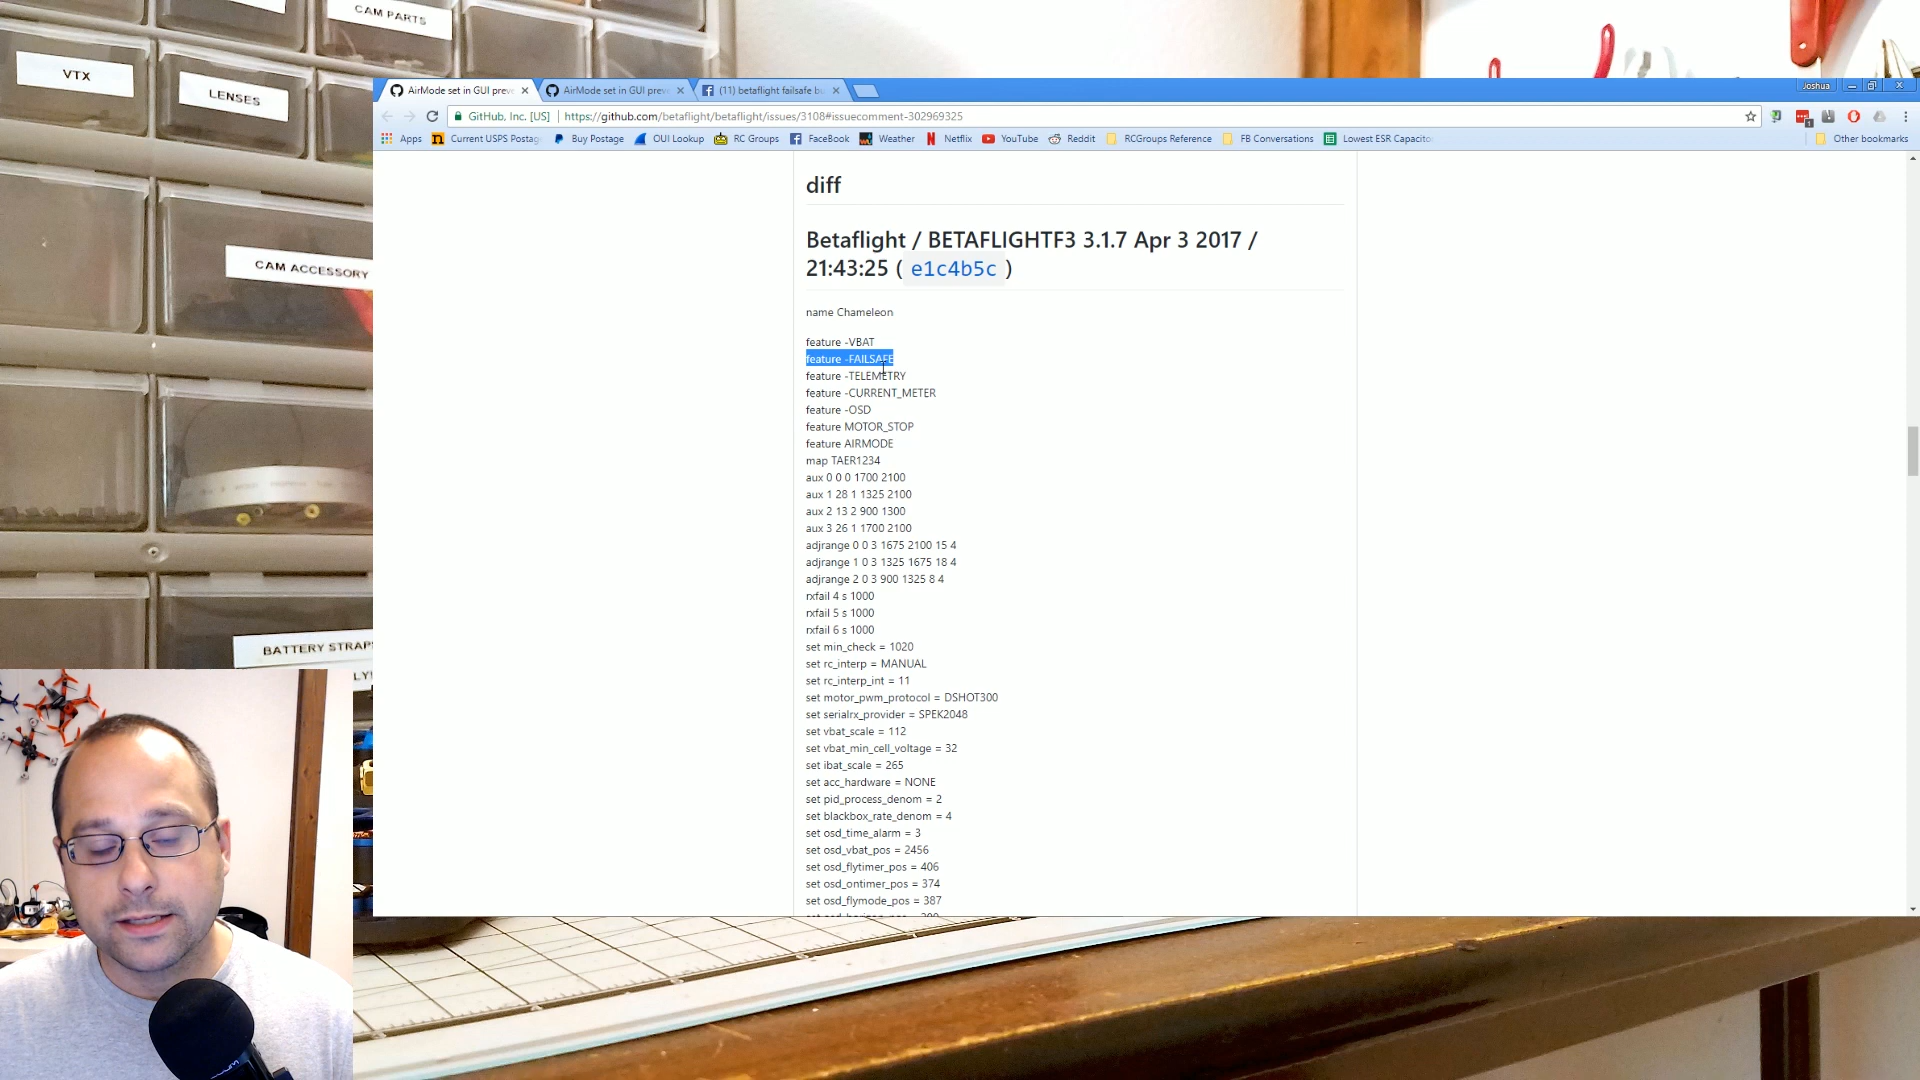 CAM PARTS
VTX
LENSES
CAM ACCESSORY
BATTERY STRAPS
AirMode set in GUI preve
AirMode set in GUI preve
(11) betaflight failsafe bu
Joshua
GitHub, Inc. [US]
https://github.com/betaflight/betaflight/issues/3108#issuecomment-302969325
Apps
Current USPS Postag
Buy Postage
OUI Lookup
RC Groups
FaceBook
Weather
Netflix
YouTube
Reddit
RCGroups Reference
FB Conversations
Lowest ESR Capacito
Other bookmarks
diff
Betaflight / BETAFLIGHTF3 3.1.7 Apr 3 2017 /
21:43:25 ( e1c4b5c )
name Chameleon
feature -VBAT
feature -FAILSAFE
feature -TELEMETRY
feature -CURRENT_METER
feature -OSD
feature MOTOR_STOP
feature AIRMODE
map TAER1234
aux 0 0 0 1700 2100
aux 1 28 1 1325 2100
aux 2 13 2 900 1300
aux 3 26 1 1700 2100
adjrange 0 0 3 1675 2100 15 4
adjrange 1 0 3 1325 1675 18 4
adjrange 2 0 3 900 1325 8 4
rxfail 4 s 1000
rxfail 5 s 1000
rxfail 6 s 1000
set min_check = 1020
set rc_interp = MANUAL
set rc_interp_int = 11
set motor_pwm_protocol = DSHOT300
set serialrx_provider = SPEK2048
set vbat_scale = 112
set vbat_min_cell_voltage = 32
set ibat_scale = 265
set acc_hardware = NONE
set pid_process_denom = 2
set blackbox_rate_denom = 4
set osd_time_alarm = 3
set osd_vbat_pos = 2456
set osd_flytimer_pos = 406
set osd_ontimer_pos = 374
set osd_flymode_pos = 387